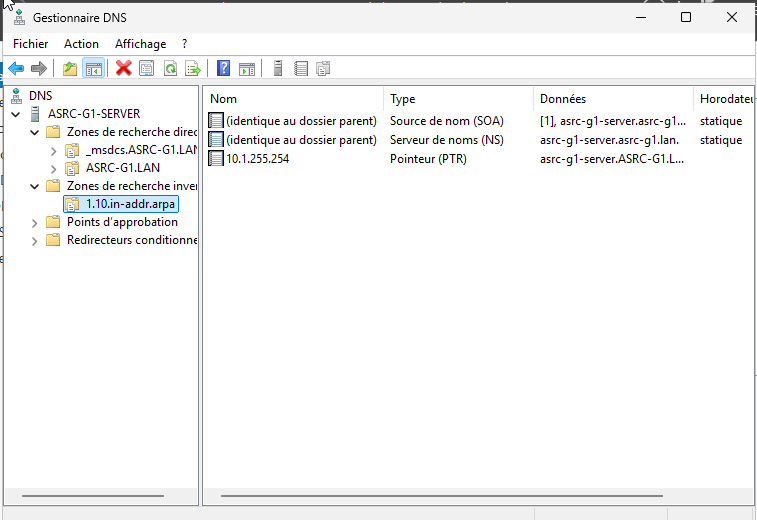 Gestionnaire DNS
Fichier Action Affichage ?
DNS
ASRC-G1-SERVER
Zones de recherche direc
_msdcs.ASRC-G1.LAN
ASRC-G1.LAN
Zones de recherche inver
1.10.in-addr.arpa
Points d'approbation
Redirecteurs conditionne
Nom Type Données Horodateu
(identique au dossier parent) Source de nom (SOA) [1], asrc-g1-server.asrc-g1... statique
(identique au dossier parent) Serveur de noms (NS) asrc-g1-server.asrc-g1.lan. statique
10.1.255.254 Pointeur (PTR) asrc-g1-server.ASRC-G1.L...